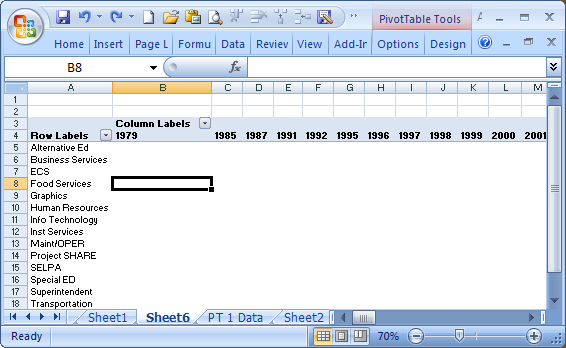 PivotTable Tools A
Home Insert Page L Formu Data Review View Add-Ir Options Design
B8 fx
A B C D E F G H I J K L M
1
2
3 Column Labels
4 Row Labels 1979 1985 1987 1991 1992 1995 1996 1997 1998 1999 2000 2001
5 Alternative Ed
6 Business Services
7 ECS
8 Food Services
9 Graphics
10 Human Resources
11 Info Technology
12 Inst Services
13 Maint/OPER
14 Project SHARE
15 SELPA
16 Special ED
17 Superintendent
18 Transportation
Sheet1 Sheet6 PT 1 Data Sheet2
Ready 70%